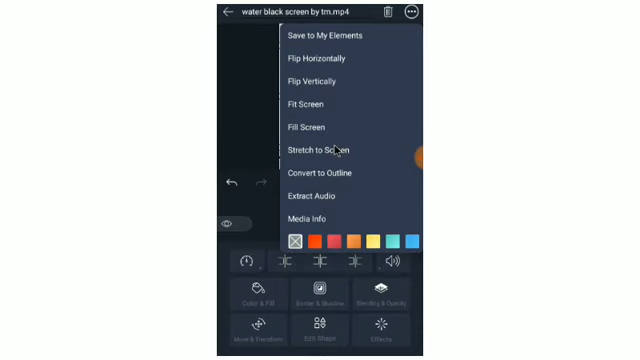 water black screen by tm.mp4
Save to My Elements
Flip Horizontally
Flip Vertically
Fit Screen
Fill Screen
Stretch to Screen
Convert to Outline
Extract Audio
Media Info
Color & Fill
Border & Shadow
Blending & Opacity
Move & Transform
Edit Shape
Effects